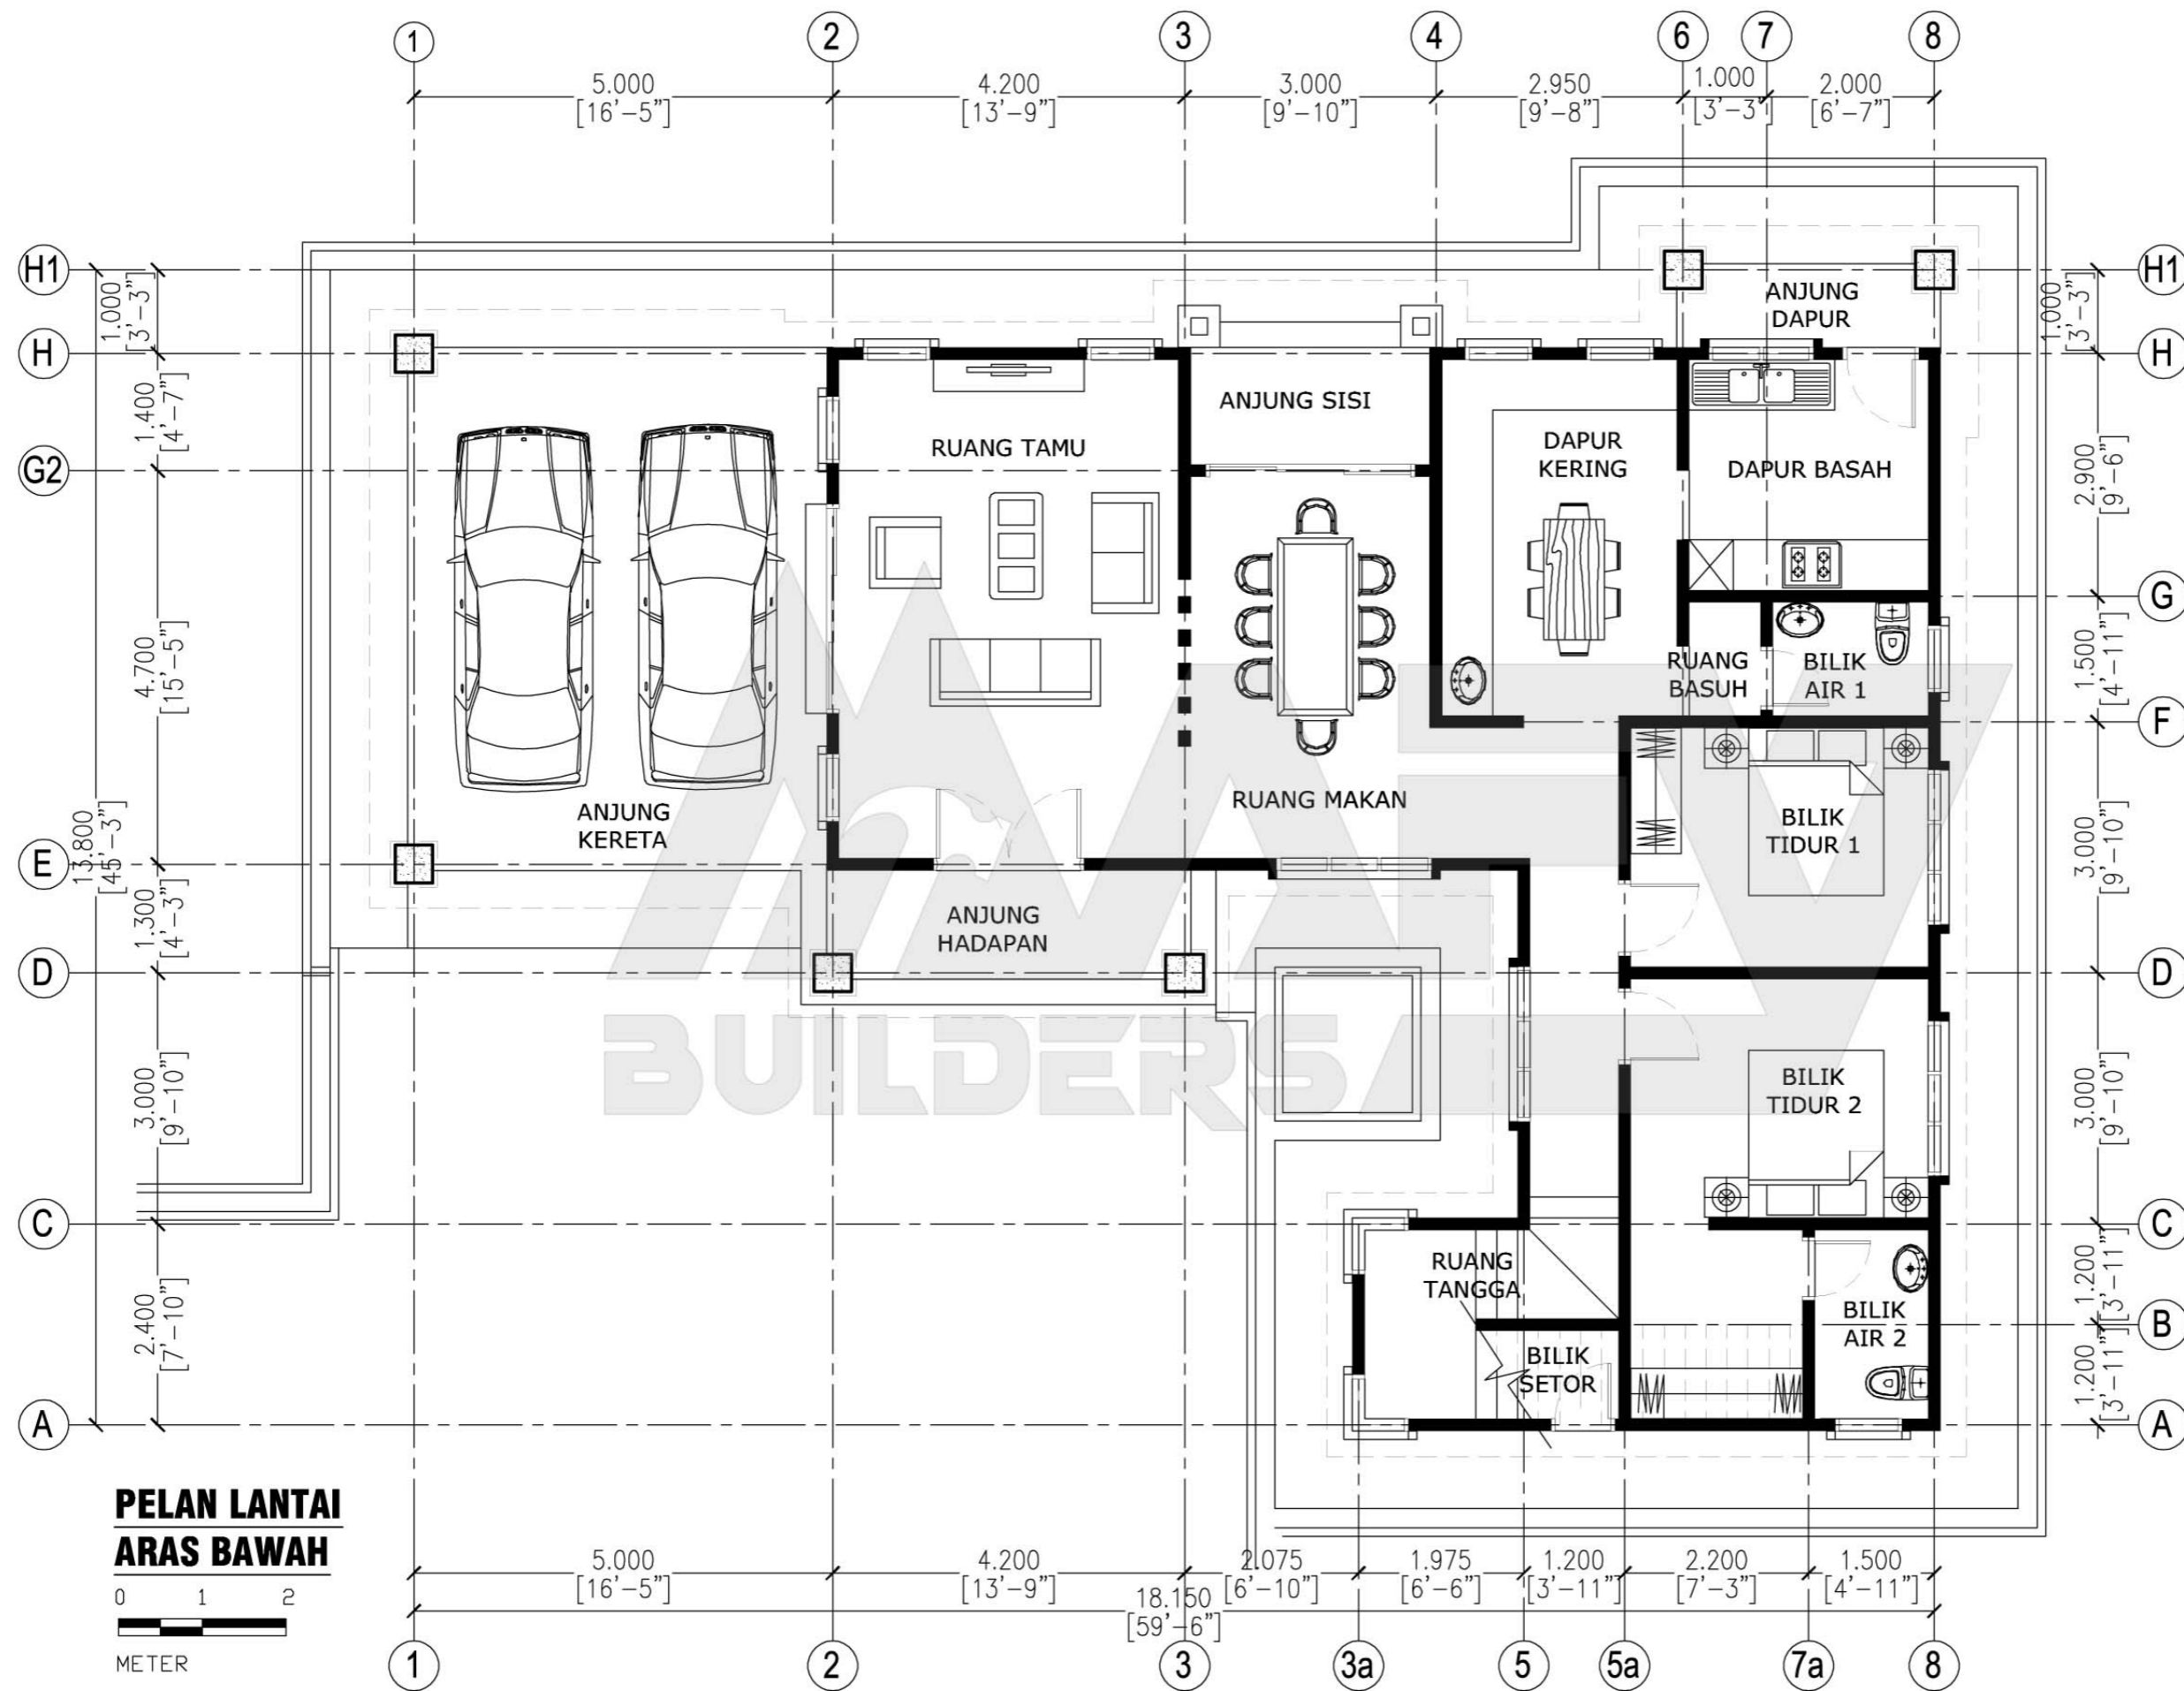 1 2 3 4 6 7 8
5.000 4.200 3.000 2.950 1.000 2.000
[16'-5"] [13'-9"] [9'-10"] [9'-8"] [3'-3"] [6'-7"]
H1 H1
1.000 [3'-3"]
1.000 [3'-3"]
ANJUNG
DAPUR
H H
1.400 [4'-7"]
ANJUNG SISI
RUANG TAMU
DAPUR
KERING
DAPUR BASAH
G2
2.900 [9'-6"]
G
4.700 [15'-5"]
1.500 [4'-11"]
RUANG
BASUH
BILIK
AIR 1
F
RUANG MAKAN
ANJUNG
KERETA
BILIK
TIDUR 1
3.000 [9'-10"]
13.800 [45'-3"]
E
1.300 [4'-3"]
ANJUNG
HADAPAN
D D
BUILDERS
3.000 [9'-10"]
BILIK
TIDUR 2
3.000 [9'-10"]
C C
RUANG
TANGGA
2.400 [7'-10"]
1.200 [3'-11"]
BILIK
AIR 2
B
BILIK
SETOR
1.200 [3'-11"]
A A
PELAN LANTAI
ARAS BAWAH
0 1 2
METER
5.000 4.200 2.075 1.975 1.200 2.200 1.500
[16'-5"] [13'-9"] [6'-10"] [6'-6"] [3'-11"] [7'-3"] [4'-11"]
18.150
[59'-6"]
1 2 3 3a 5 5a 7a 8